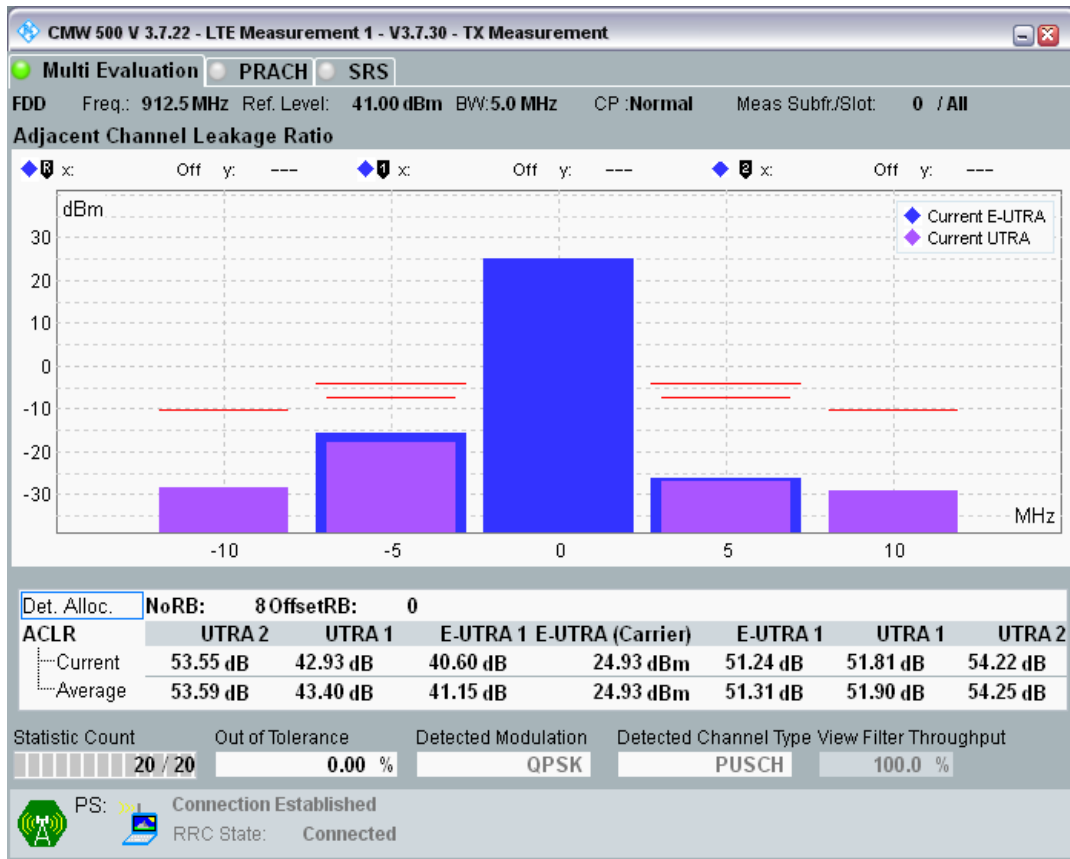 CMW 500 V 3.7.22 - LTE Measurement 1 - V3.7.30 - TX Measurement
Multi Evaluation PRACH SRS
FDD Freq.: 912.5 MHz Ref. Level: 41.00 dBm BW:5.0 MHz CP :Normal Meas Subfr./Slot: 0 / All
Adjacent Channel Leakage Ratio
R x: Off y: --- 1 x: Off y: --- 2 x: Off y: ---
dBm
Current E-UTRA
Current UTRA
30
20
10
0
-10
-20
-30
MHz
-10 -5 0 5 10
Det. Alloc. NoRB: 8 OffsetRB: 0
ACLR UTRA 2 UTRA 1 E-UTRA 1 E-UTRA (Carrier) E-UTRA 1 UTRA 1 UTRA 2
Current 53.55 dB 42.93 dB 40.60 dB 24.93 dBm 51.24 dB 51.81 dB 54.22 dB
Average 53.59 dB 43.40 dB 41.15 dB 24.93 dBm 51.31 dB 51.90 dB 54.25 dB
Statistic Count Out of Tolerance Detected Modulation Detected Channel Type View Filter Throughput
20 / 20 0.00 % QPSK PUSCH 100.0 %
PS: Connection Established
RRC State: Connected